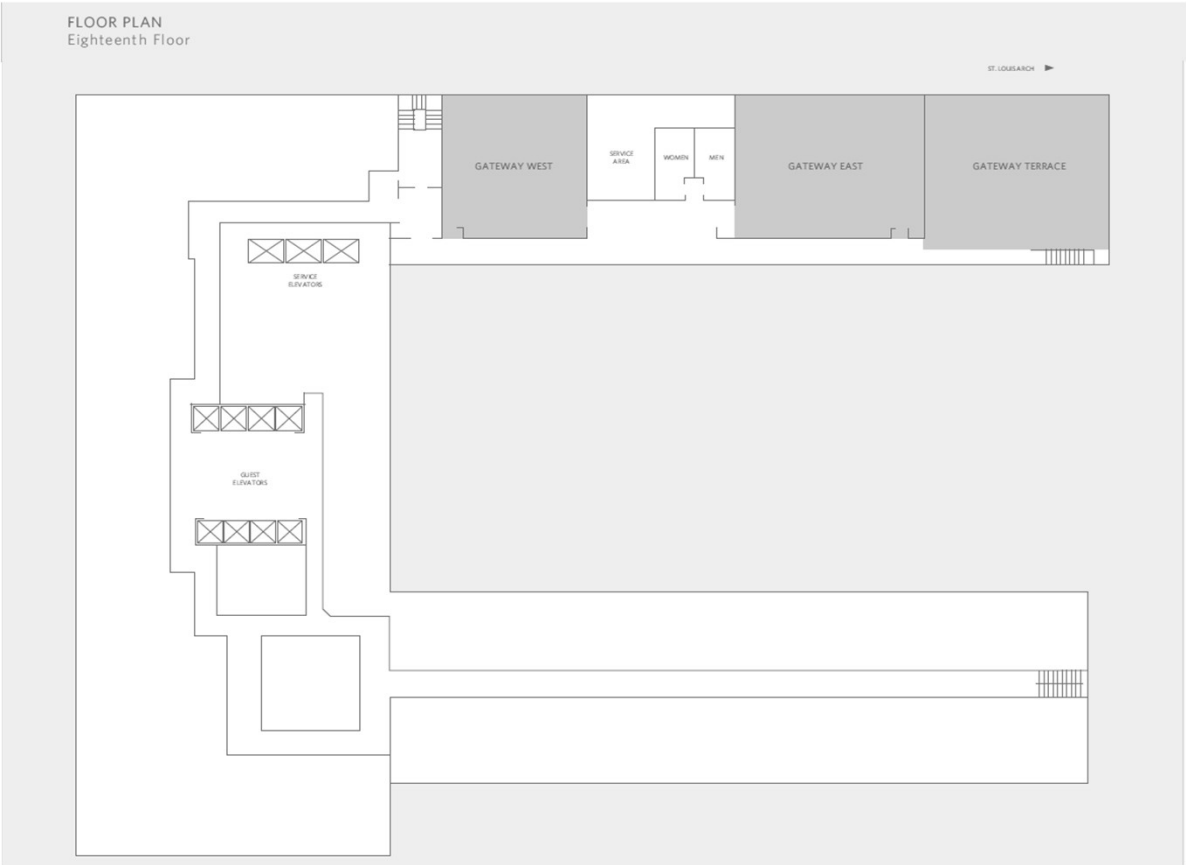 FLOOR PLAN
Eighteenth Floor
ST. LOUIS ARCH
GATEWAY WEST
SERVICE
AREA
WOMEN
MEN
GATEWAY EAST
GATEWAY TERRACE
SERVICE
ELEVATORS
GUEST
ELEVATORS